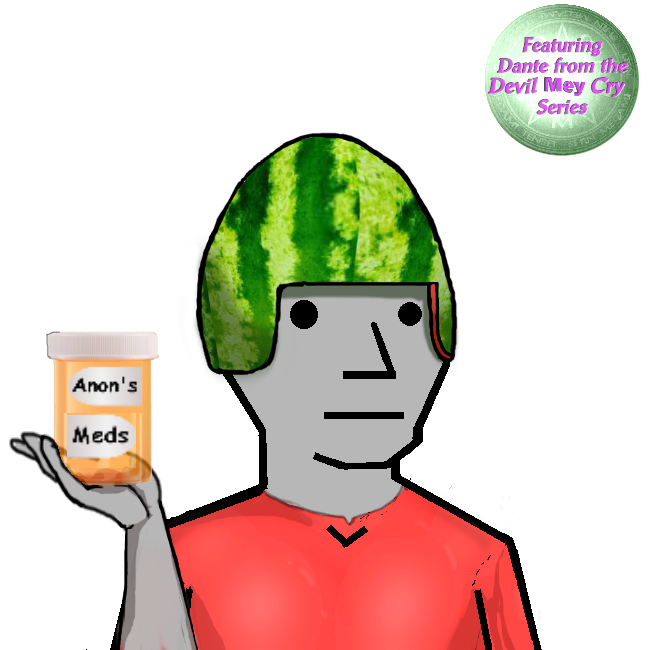 Featuring
Dante from the
Devil Mey Cry
Series
Anon's
Meds